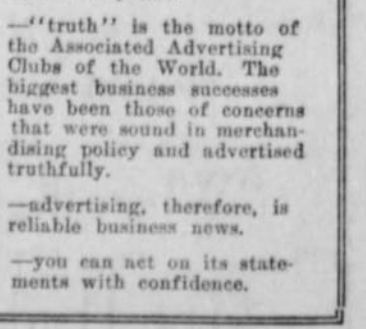 —"truth" is the motto of
the Associated Advertising
Clubs of the World. The
biggest business successes
have been those of concerns
that were sound in merchan-
dising policy and advertised
truthfully.
—advertising, therefore, is
reliable business news.
—you can act on its state-
ments with confidence.